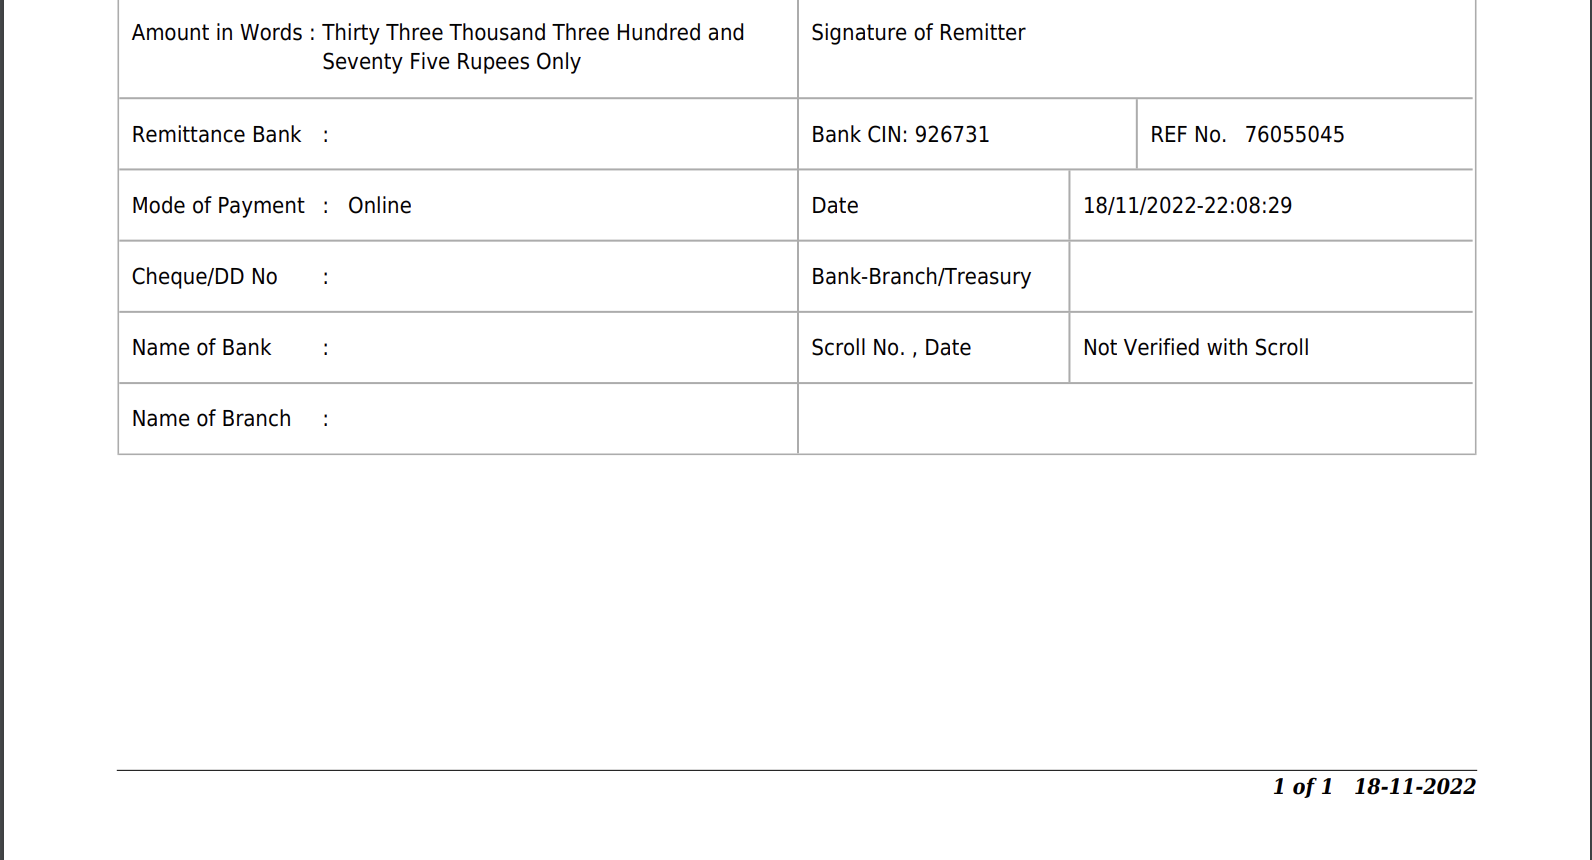 Amount in Words : Thirty Three Thousand Three Hundred and
Seventy Five Rupees Only
Signature of Remitter
Remittance Bank :
Bank CIN: 926731
REF No. 76055045
Mode of Payment : Online
Date
18/11/2022-22:08:29
Cheque/DD No :
Bank-Branch/Treasury
Name of Bank :
Scroll No. , Date
Not Verified with Scroll
Name of Branch :
1 of 1 18-11-2022